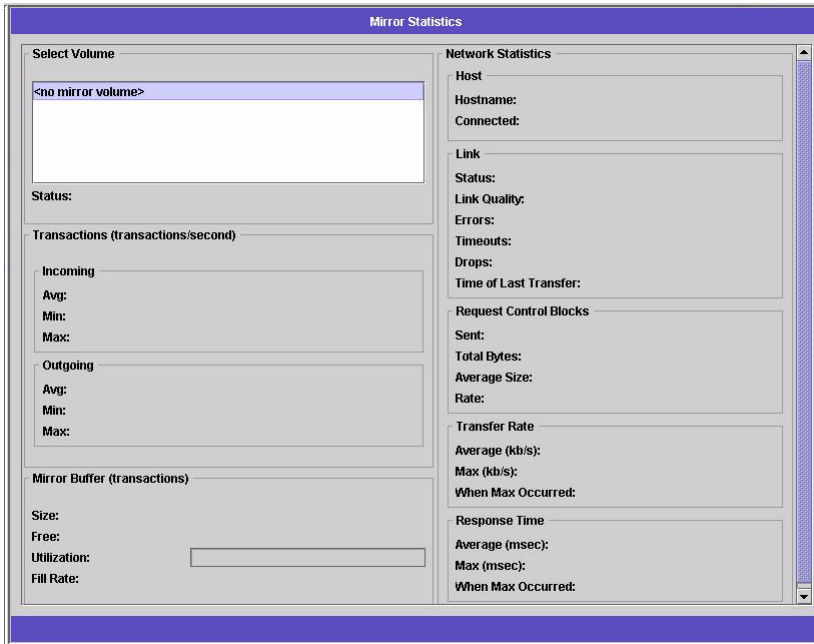 Mirror Statistics
Select Volume
<no mirror volume>
Status:
Transactions (transactions/second)
Incoming
Avg:
Min:
Max:
Outgoing
Avg:
Min:
Max:
Mirror Buffer (transactions)
Size:
Free:
Utilization:
Fill Rate:
Network Statistics
Host
Hostname:
Connected:
Link
Status:
Link Quality:
Errors:
Timeouts:
Drops:
Time of Last Transfer:
Request Control Blocks
Sent:
Total Bytes:
Average Size:
Rate:
Transfer Rate
Average (kb/s):
Max (kb/s):
When Max Occurred:
Response Time
Average (msec):
Max (msec):
When Max Occurred: